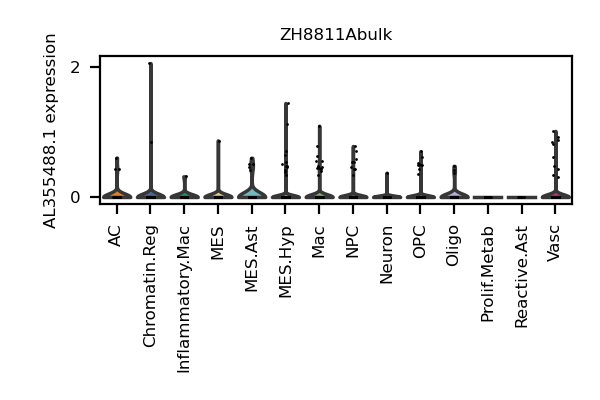 ZH8811Abulk
AL355488.1 expression
2
0
AC
Chromatin.Reg
Inflammatory.Mac
MES
MES.Ast
MES.Hyp
Mac
NPC
Neuron
OPC
Oligo
Prolif.Metab
Reactive.Ast
Vasc